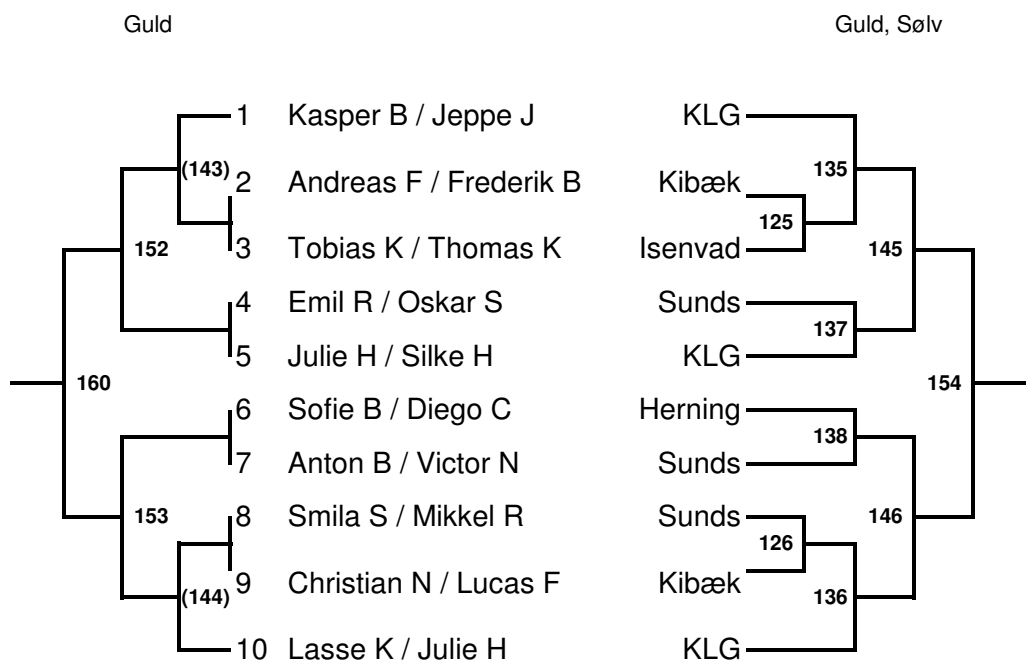 Guld Guld, Sølv
1 Kasper B / Jeppe J KLG
(143) 135
2 Andreas F / Frederik B Kibæk
125
152 3 Tobias K / Thomas K Isenvad 145
4 Emil R / Oskar S Sunds
137
5 Julie H / Silke H KLG
160 154
6 Sofie B / Diego C Herning
138
7 Anton B / Victor N Sunds
153 8 Smila S / Mikkel R Sunds 146
126
9 Christian N / Lucas F Kibæk
(144) 136
10 Lasse K / Julie H KLG